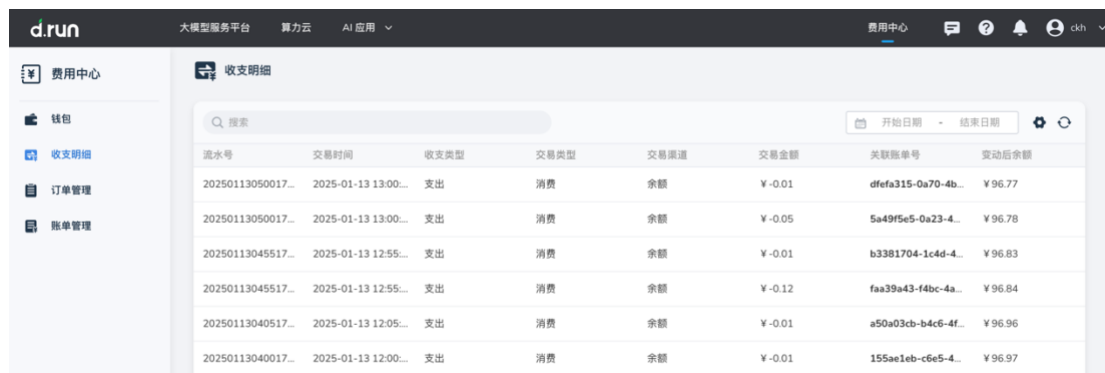 d.run 大模型服务平台 算力云 AI 应用 费用中心 ckh
费用中心
收支明细
钱包
收支明细
订单管理
账单管理
搜索 开始日期 - 结束日期
流水号 交易时间 收支类型 交易类型 交易渠道 交易金额 关联账单号 变动后余额
20250113050017... 2025-01-13 13:00:... 支出 消费 余额 ¥ -0.01 dfefa315-0a70-4b... ¥ 96.77
20250113050017... 2025-01-13 13:00:... 支出 消费 余额 ¥ -0.05 5a49f5e5-0a23-4... ¥ 96.78
20250113045517... 2025-01-13 12:55:... 支出 消费 余额 ¥ -0.01 b3381704-1c4d-4... ¥ 96.83
20250113045517... 2025-01-13 12:55:... 支出 消费 余额 ¥ -0.12 faa39a43-f4bc-4a... ¥ 96.84
20250113040517... 2025-01-13 12:05:... 支出 消费 余额 ¥ -0.01 a50a03cb-b4c6-4f... ¥ 96.96
20250113040017... 2025-01-13 12:00:... 支出 消费 余额 ¥ -0.01 155ae1eb-c6e5-4... ¥ 96.97